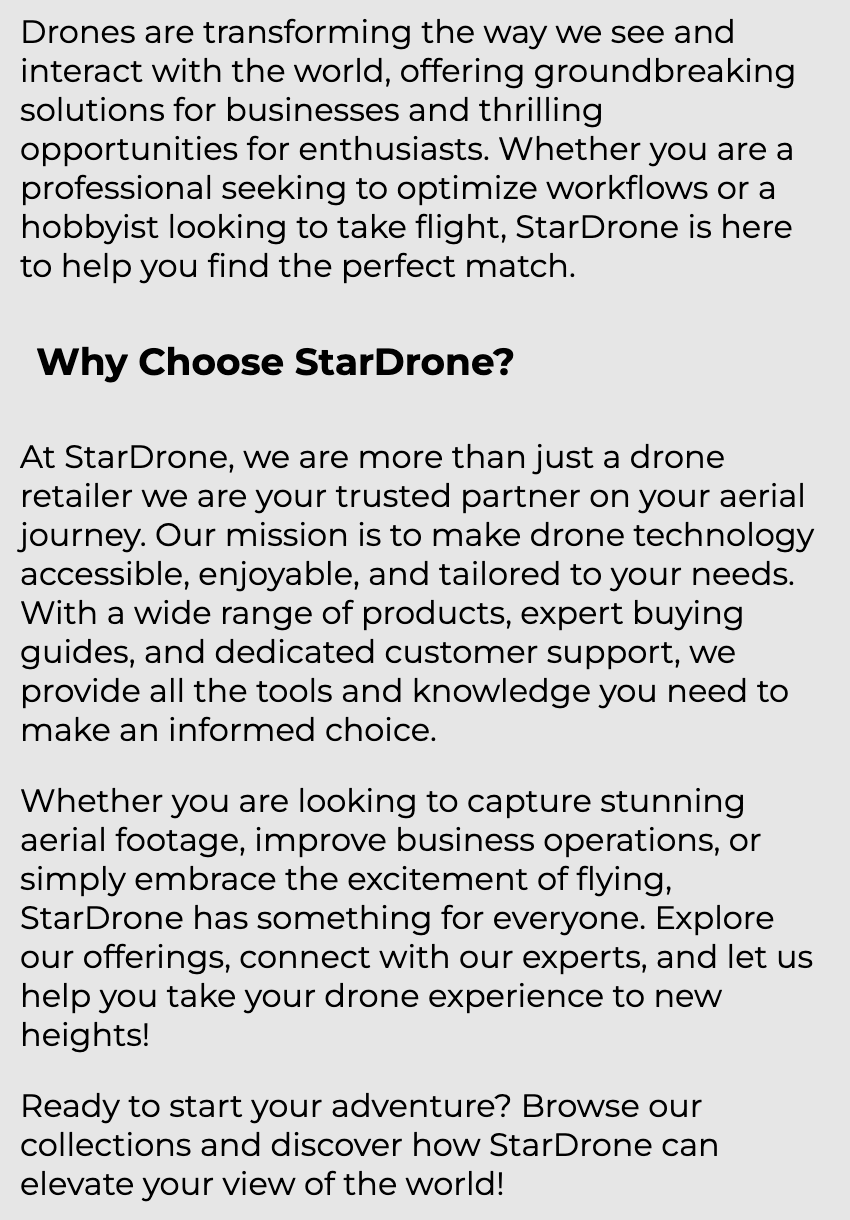 Drones are transforming the way we see and
interact with the world, offering groundbreaking
solutions for businesses and thrilling
opportunities for enthusiasts. Whether you are a
professional seeking to optimize workflows or a
hobbyist looking to take flight, StarDrone is here
to help you find the perfect match.
Why Choose StarDrone?
At StarDrone, we are more than just a drone
retailer we are your trusted partner on your aerial
journey. Our mission is to make drone technology
accessible, enjoyable, and tailored to your needs.
With a wide range of products, expert buying
guides, and dedicated customer support, we
provide all the tools and knowledge you need to
make an informed choice.
Whether you are looking to capture stunning
aerial footage, improve business operations, or
simply embrace the excitement of flying,
StarDrone has something for everyone. Explore
our offerings, connect with our experts, and let us
help you take your drone experience to new
heights!
Ready to start your adventure? Browse our
collections and discover how StarDrone can
elevate your view of the world!